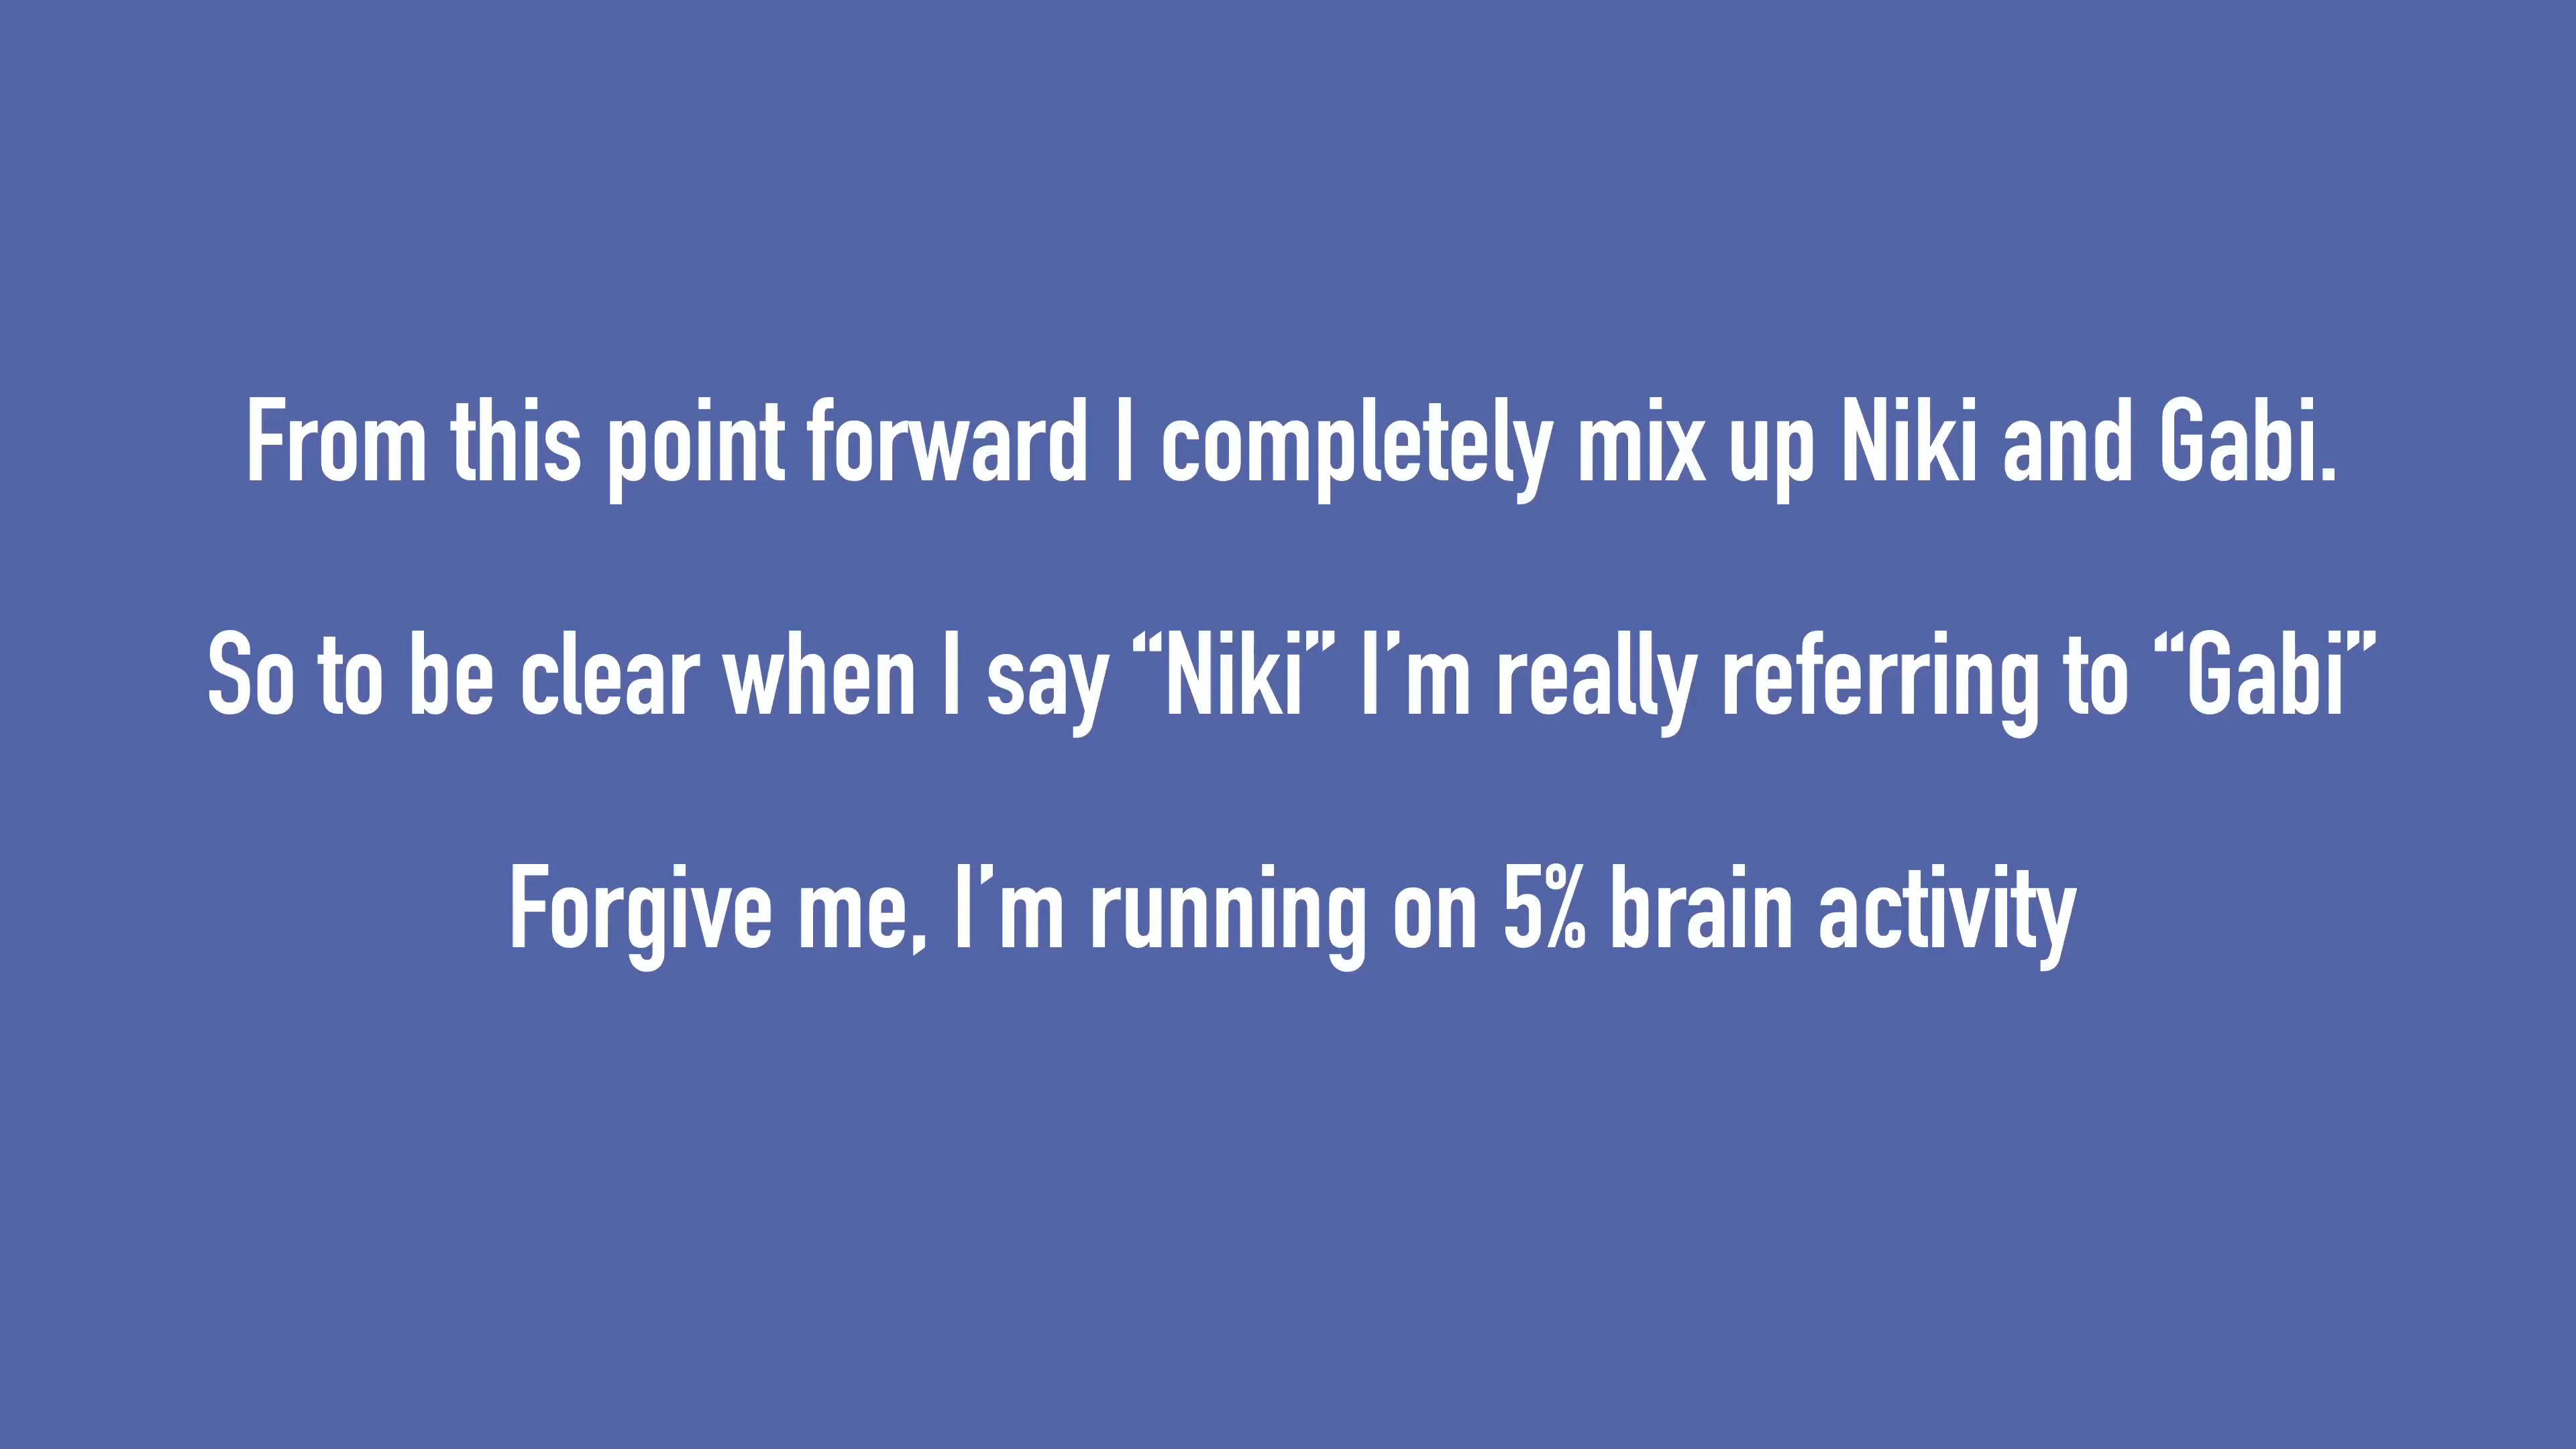 From this point forward I completely mix up Niki and Gabi.
So to be clear when I say “Niki” I’m really referring to “Gabi”
Forgive me, I’m running on 5% brain activity